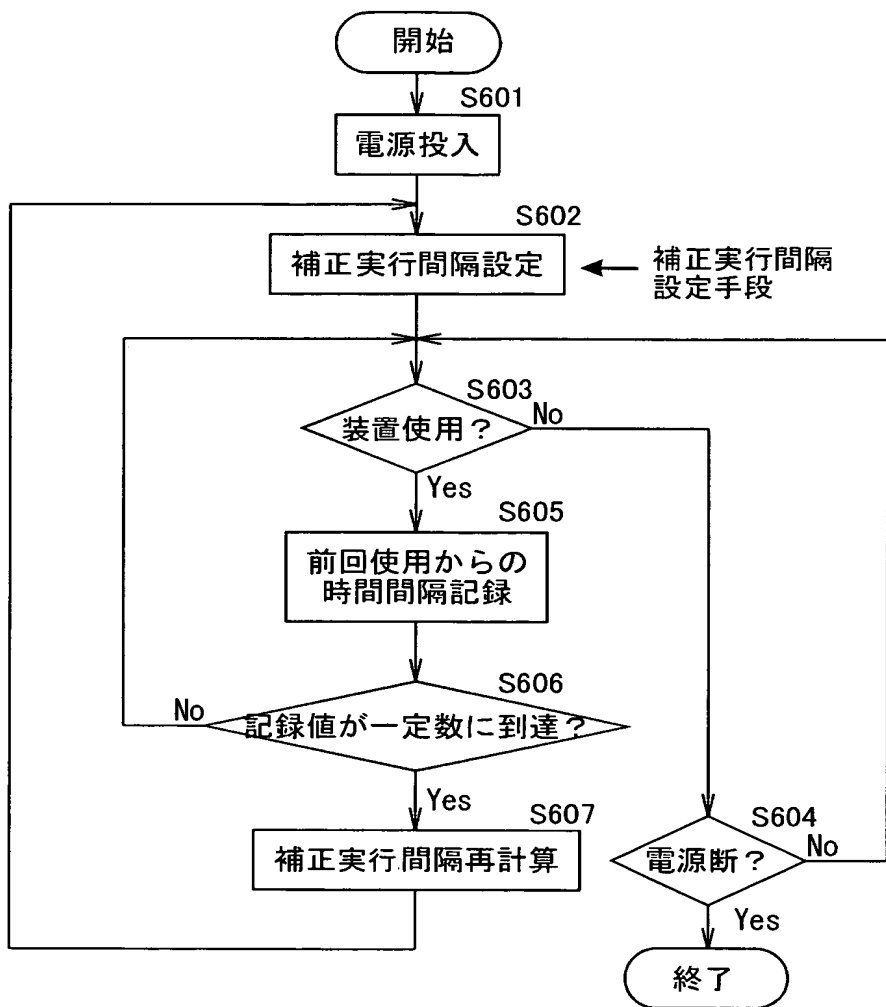 開始
S601
電源投入
S602
補正実行間隔設定
補正実行間隔
設定手段
S603
装置使用？
No
Yes
S605
前回使用からの
時間間隔記録
S606
No
記録値が一定数に到達？
Yes
S607
補正実行間隔再計算
S604
電源断？
No
Yes
終了